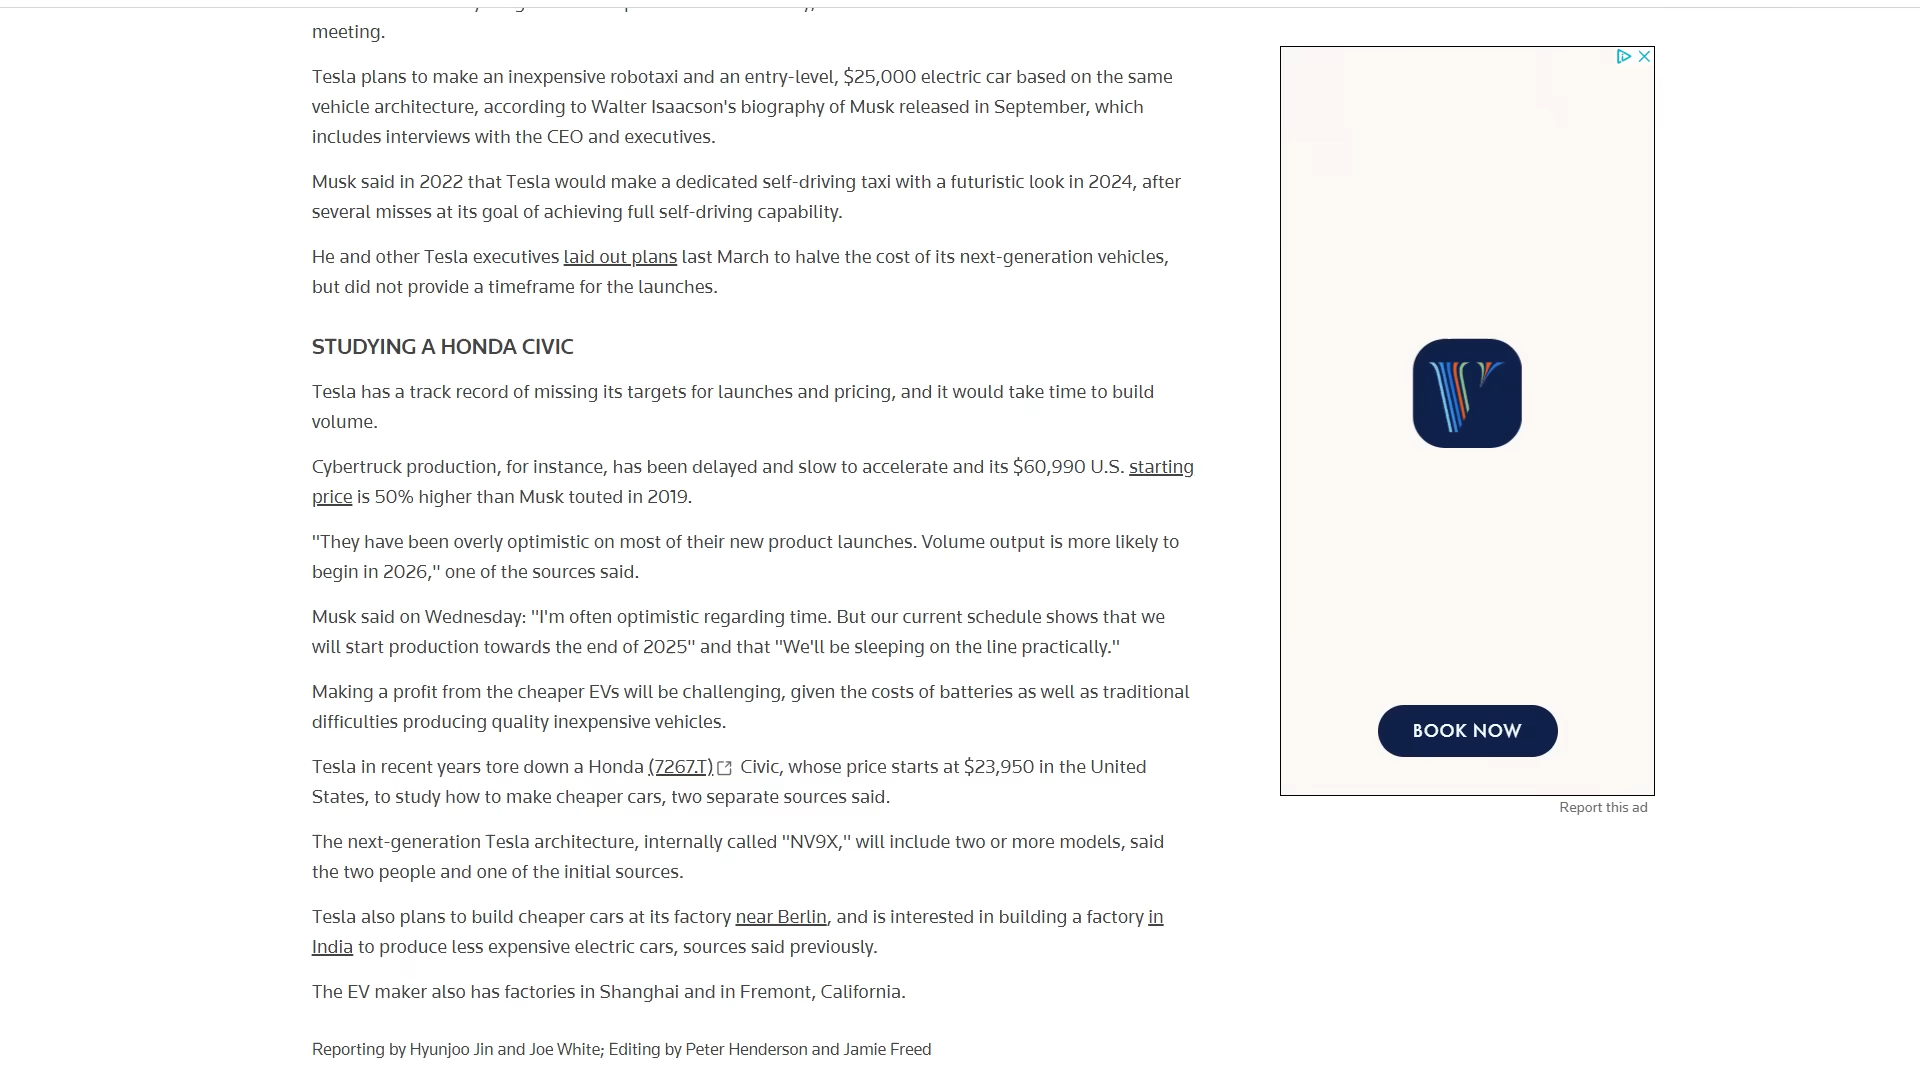 meeting.
Tesla plans to make an inexpensive robotaxi and an entry-level, $25,000 electric car based on the same
vehicle architecture, according to Walter Isaacson's biography of Musk released in September, which
includes interviews with the CEO and executives.
Musk said in 2022 that Tesla would make a dedicated self-driving taxi with a futuristic look in 2024, after
several misses at its goal of achieving full self-driving capability.
He and other Tesla executives laid out plans last March to halve the cost of its next-generation vehicles,
but did not provide a timeframe for the launches.
STUDYING A HONDA CIVIC
Tesla has a track record of missing its targets for launches and pricing, and it would take time to build
volume.
Cybertruck production, for instance, has been delayed and slow to accelerate and its $60,990 U.S. starting
price is 50% higher than Musk touted in 2019.
"They have been overly optimistic on most of their new product launches. Volume output is more likely to
begin in 2026," one of the sources said.
Musk said on Wednesday: "I'm often optimistic regarding time. But our current schedule shows that we
will start production towards the end of 2025" and that "We'll be sleeping on the line practically."
Making a profit from the cheaper EVs will be challenging, given the costs of batteries as well as traditional
difficulties producing quality inexpensive vehicles.
Tesla in recent years tore down a Honda (7267.T) Civic, whose price starts at $23,950 in the United
States, to study how to make cheaper cars, two separate sources said.
The next-generation Tesla architecture, internally called "NV9X," will include two or more models, said
the two people and one of the initial sources.
Tesla also plans to build cheaper cars at its factory near Berlin, and is interested in building a factory in
India to produce less expensive electric cars, sources said previously.
The EV maker also has factories in Shanghai and in Fremont, California.
Reporting by Hyunjoo Jin and Joe White; Editing by Peter Henderson and Jamie Freed
BOOK NOW
Report this ad